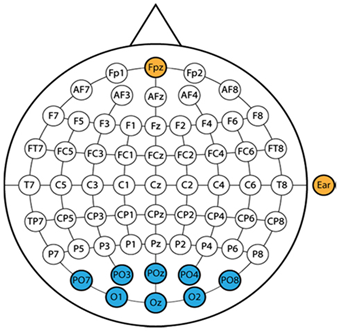 Fpz
Fp1 Fp2
AF7 AF3 AFz AF4 AF8
F7 F5 F3 F1 Fz F2 F4 F6 F8
FT7 FC5 FC3 FC1 FCz FC2 FC4 FC6 FT8
T7 C5 C3 C1 Cz C2 C4 C6 T8 Ear
TP7 CP5 CP3 CP1 CPz CP2 CP4 CP6 CP8
P7 P5 P3 P1 Pz P2 P4 P6 P8
PO7 PO3 POz PO4 PO8
O1 Oz O2